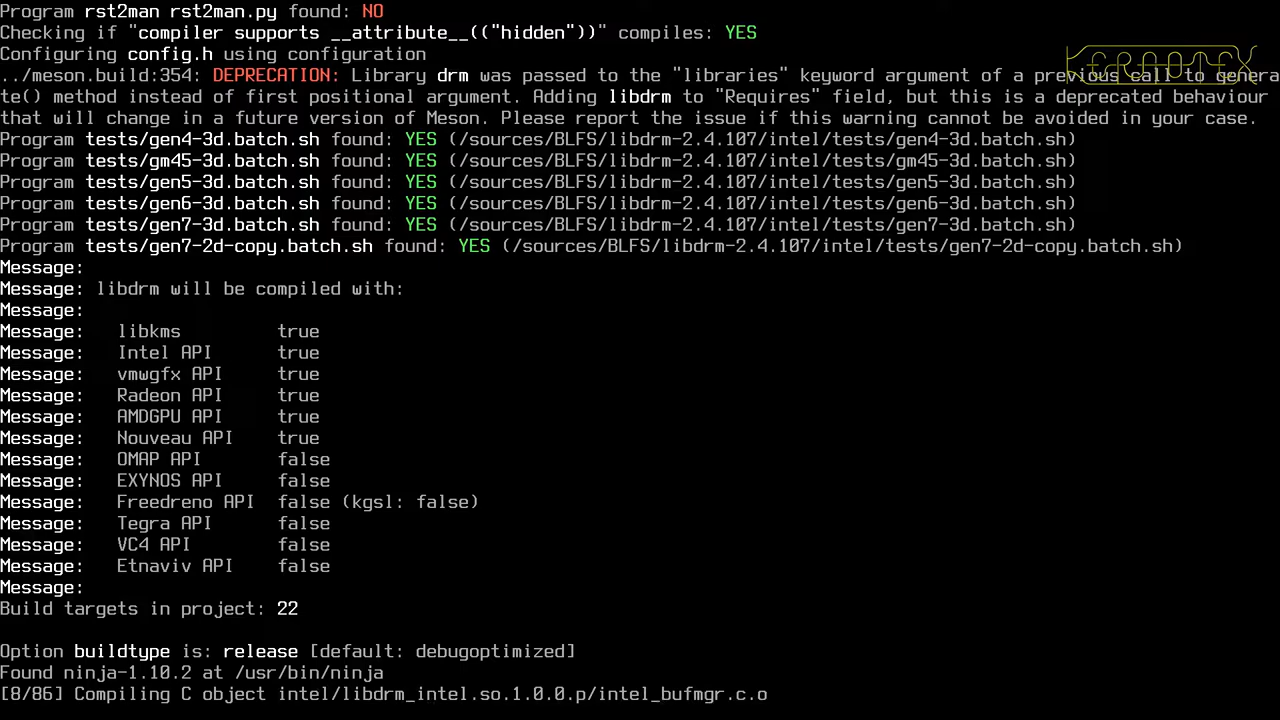 Program rst2man rst2man.py found: NO
Checking if "compiler supports __attribute__(("hidden"))" compiles: YES
Configuring config.h using configuration
../meson.build:354: DEPRECATION: Library drm was passed to the "libraries" keyword argument of a previous call to genera
te() method instead of first positional argument. Adding libdrm to "Requires" field, but this is a deprecated behaviour
that will change in a future version of Meson. Please report the issue if this warning cannot be avoided in your case.
Program tests/gen4-3d.batch.sh found: YES (/sources/BLFS/libdrm-2.4.107/intel/tests/gen4-3d.batch.sh)
Program tests/gm45-3d.batch.sh found: YES (/sources/BLFS/libdrm-2.4.107/intel/tests/gm45-3d.batch.sh)
Program tests/gen5-3d.batch.sh found: YES (/sources/BLFS/libdrm-2.4.107/intel/tests/gen5-3d.batch.sh)
Program tests/gen6-3d.batch.sh found: YES (/sources/BLFS/libdrm-2.4.107/intel/tests/gen6-3d.batch.sh)
Program tests/gen7-3d.batch.sh found: YES (/sources/BLFS/libdrm-2.4.107/intel/tests/gen7-3d.batch.sh)
Program tests/gen7-2d-copy.batch.sh found: YES (/sources/BLFS/libdrm-2.4.107/intel/tests/gen7-2d-copy.batch.sh)
Message:
Message: libdrm will be compiled with:
Message:
Message:   libkms         true
Message:   Intel API      true
Message:   vmwgfx API     true
Message:   Radeon API     true
Message:   AMDGPU API     true
Message:   Nouveau API    true
Message:   OMAP API       false
Message:   EXYNOS API     false
Message:   Freedreno API  false (kgsl: false)
Message:   Tegra API      false
Message:   VC4 API        false
Message:   Etnaviv API    false
Message:
Build targets in project: 22
Option buildtype is: release [default: debugoptimized]
Found ninja-1.10.2 at /usr/bin/ninja
[8/86] Compiling C object intel/libdrm_intel.so.1.0.0.p/intel_bufmgr.c.o